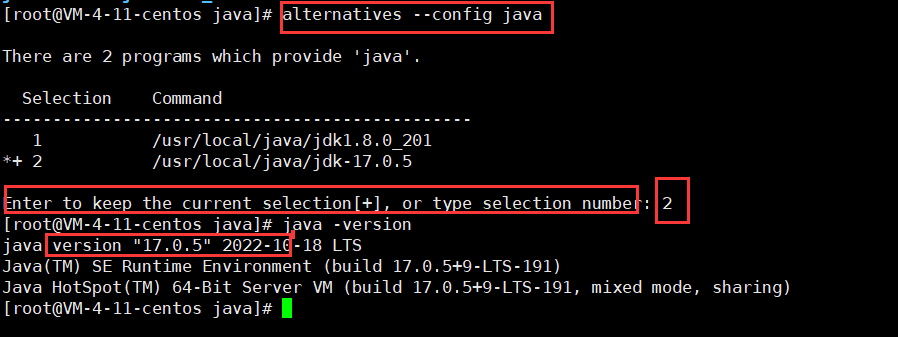 [root@VM-4-11-centos java]# alternatives --config java
There are 2 programs which provide 'java'.
Selection    Command
-----------------------------------------------
1           /usr/local/java/jdk1.8.0_201
*+ 2           /usr/local/java/jdk-17.0.5
Enter to keep the current selection[+], or type selection number: 2
[root@VM-4-11-centos java]# java -version
java version "17.0.5" 2022-10-18 LTS
Java(TM) SE Runtime Environment (build 17.0.5+9-LTS-191)
Java HotSpot(TM) 64-Bit Server VM (build 17.0.5+9-LTS-191, mixed mode, sharing)
[root@VM-4-11-centos java]#